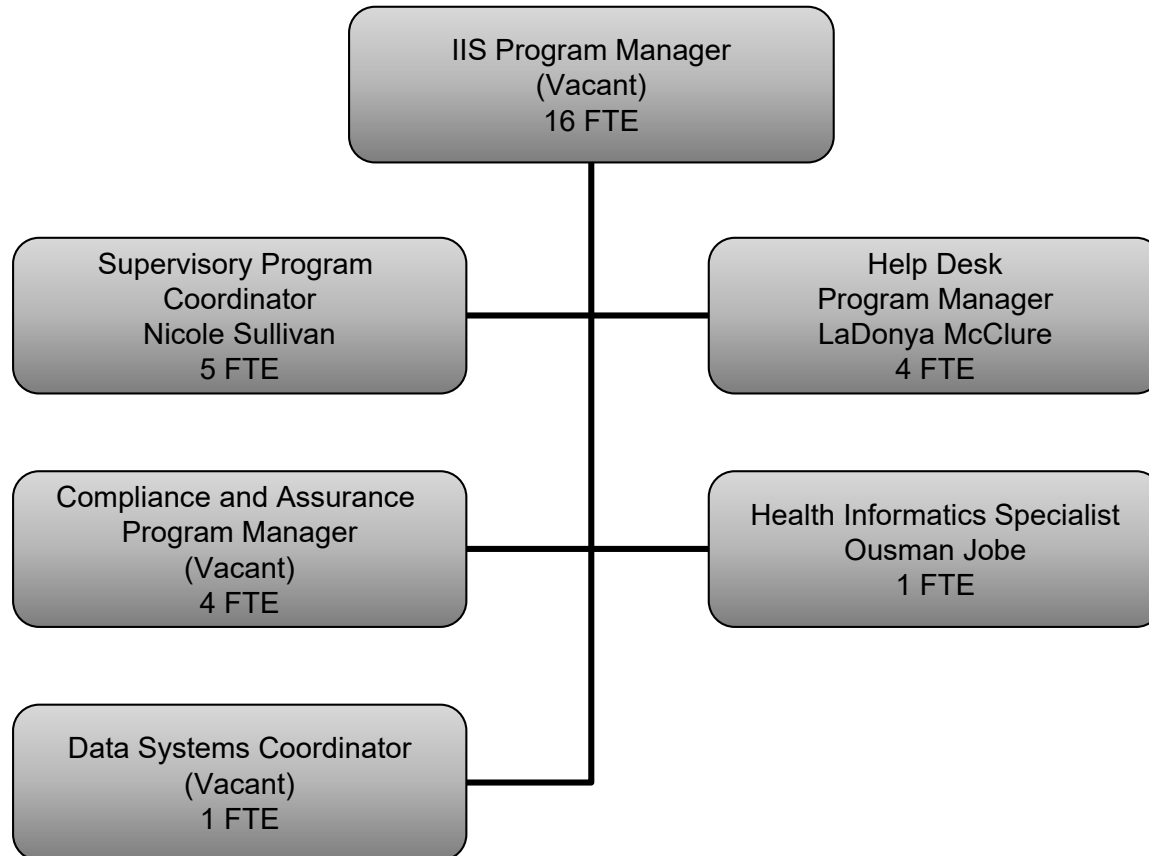 IIS Program Manager
(Vacant)
16 FTE
Supervisory Program
Coordinator
Nicole Sullivan
5 FTE
Help Desk
Program Manager
LaDonya McClure
4 FTE
Compliance and Assurance
Program Manager
(Vacant)
4 FTE
Health Informatics Specialist
Ousman Jobe
1 FTE
Data Systems Coordinator
(Vacant)
1 FTE